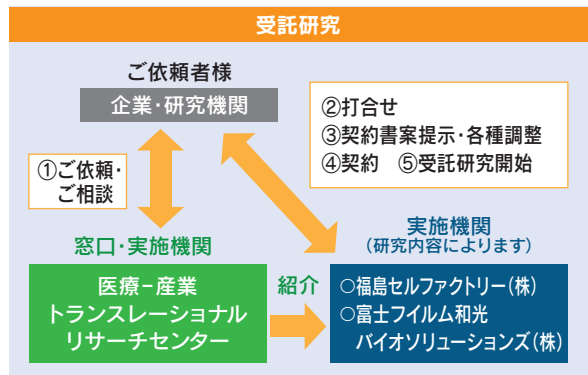 受託研究
ご依頼者様
企業・研究機関
①ご依頼・
ご相談
②打合せ
③契約書案提示・各種調整
④契約　⑤受託研究開始
窓口・実施機関
医療−産業
トランスレーショナル
リサーチセンター
紹介
実施機関
(研究内容によります)
○福島セルファクトリー(株)
○富士フイルム和光
バイオソリューションズ(株)